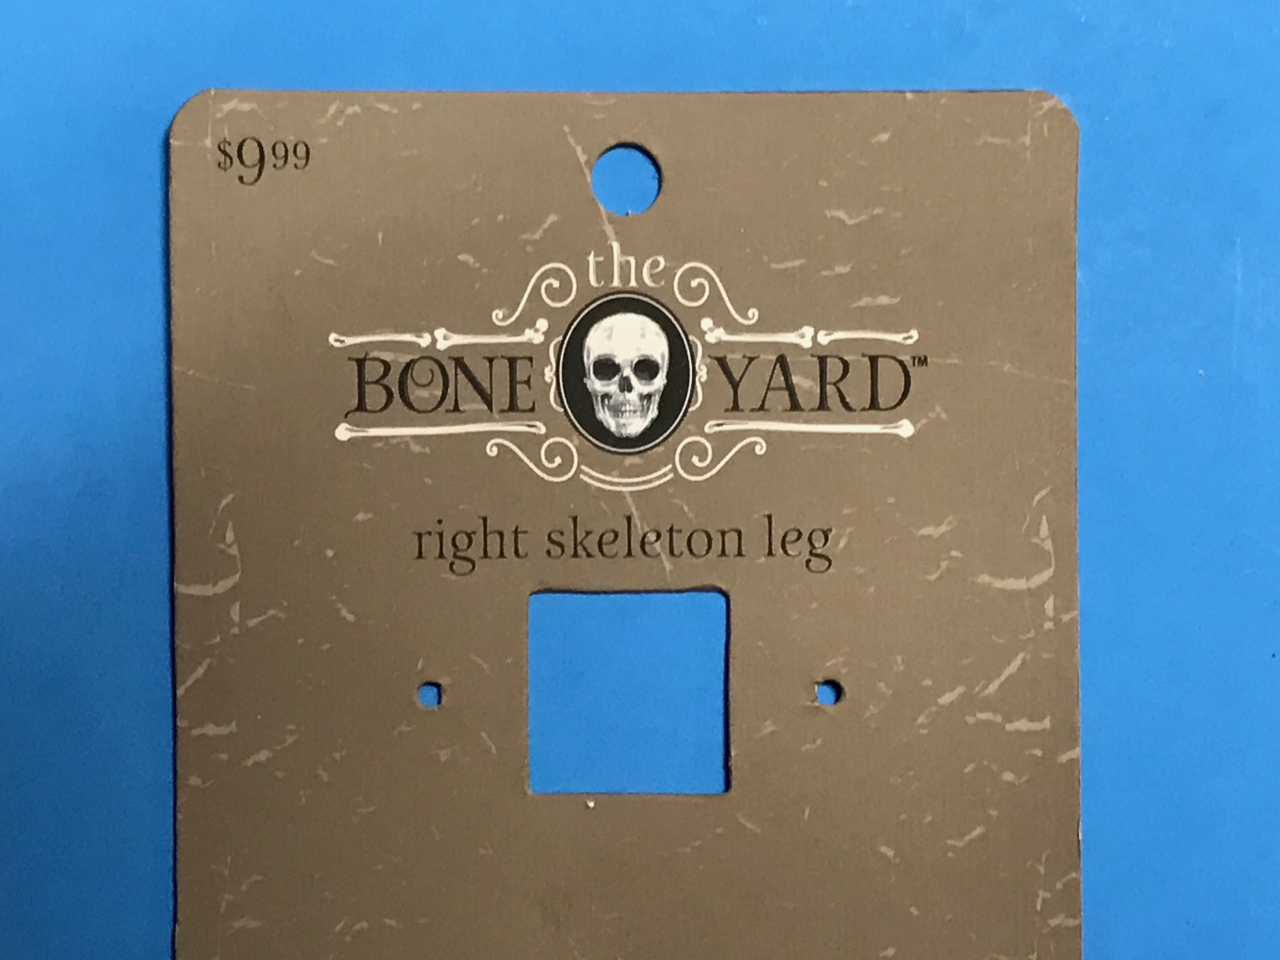 $9.99
the
BONE YARD™
right skeleton leg